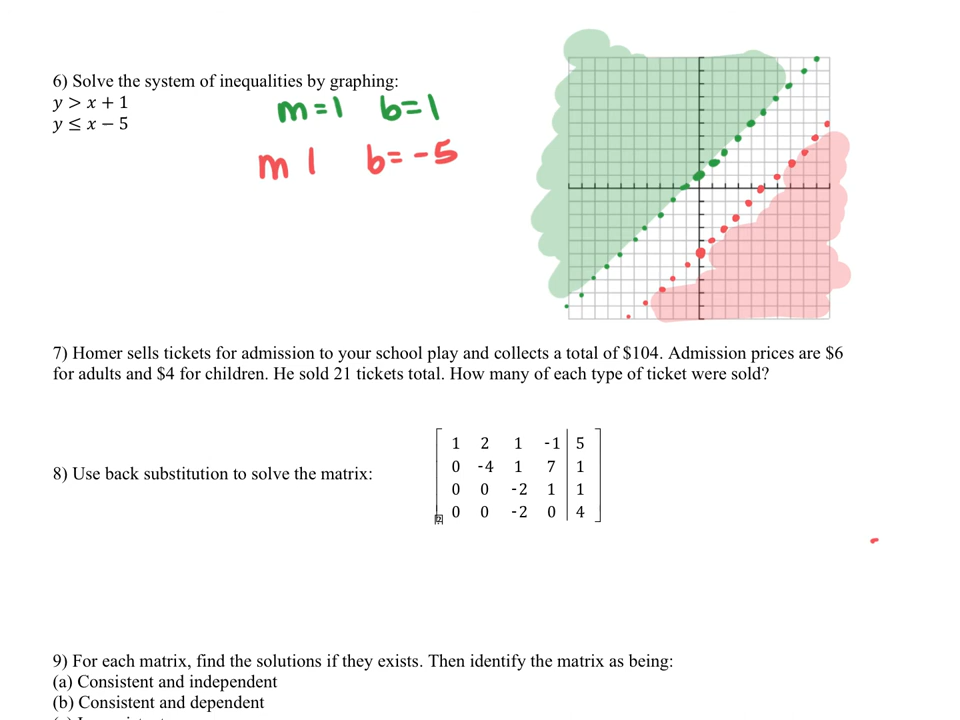 6) Solve the system of inequalities by graphing:
y > x + 1
y ≤ x − 5
m = 1 b = 1
m 1 b = -5
7) Homer sells tickets for admission to your school play and collects a total of $104. Admission prices are $6
for adults and $4 for children. He sold 21 tickets total. How many of each type of ticket were sold?
8) Use back substitution to solve the matrix:
1 2 1 -1 5
0 -4 1 7 1
0 0 -2 1 1
0 0 -2 0 4
9) For each matrix, find the solutions if they exists. Then identify the matrix as being:
(a) Consistent and independent
(b) Consistent and dependent